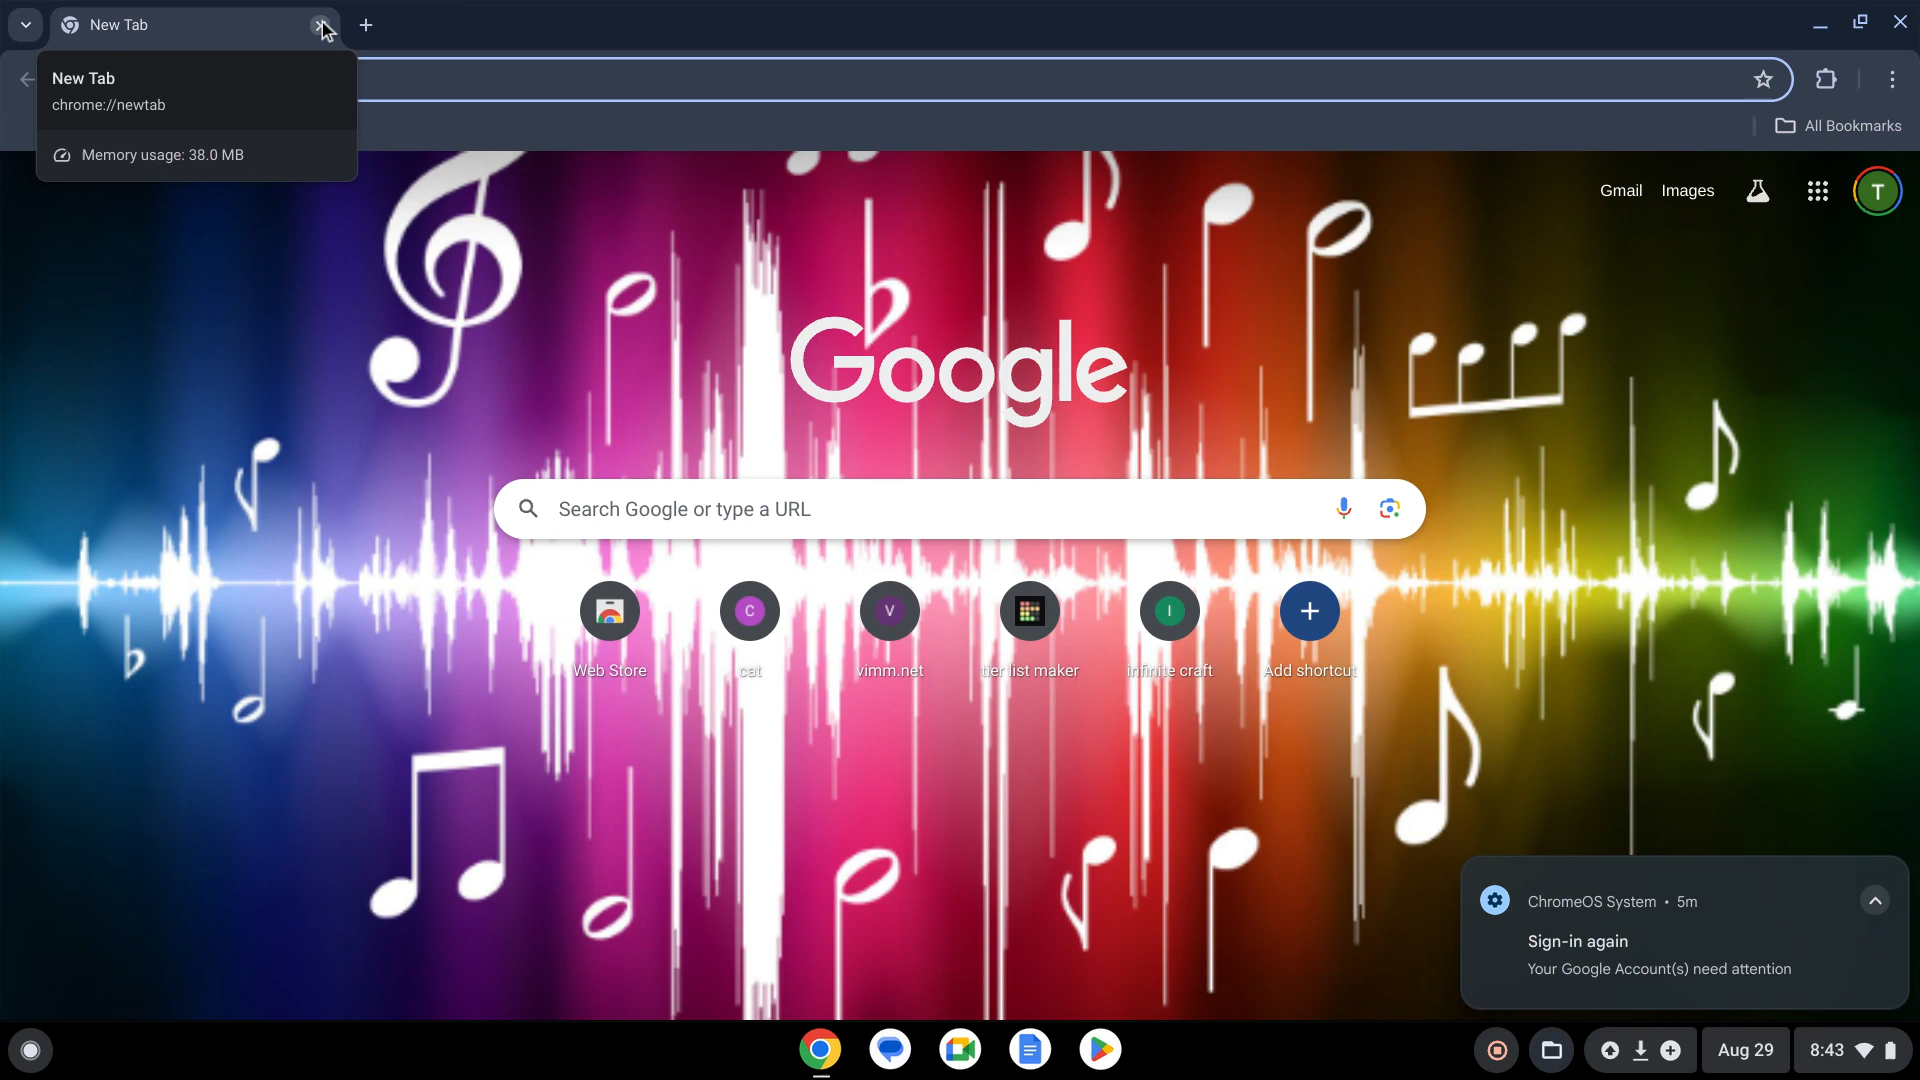 New Tab
New Tab
chrome://newtab
Memory usage: 38.0 MB
All Bookmarks
Gmail
Images
T
Google
Search Google or type a URL
C
V
I
Web Store
cat
vimm.net
tier list maker
infinite craft
Add shortcut
ChromeOS System • 5m
Sign-in again
Your Google Account(s) need attention
Aug 29
8:43